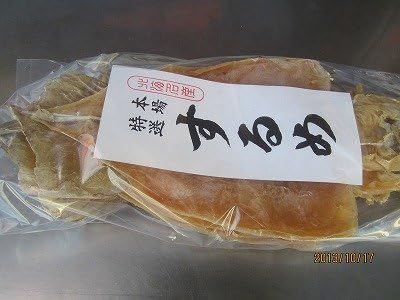 北海道産
本場
特選
するめ
2013/10/17